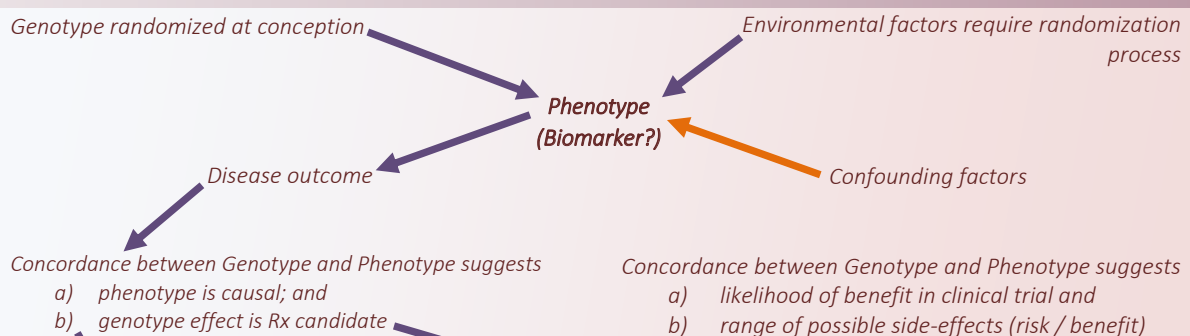 Genotype randomized at conception
Environmental factors require randomization
process
Phenotype
(Biomarker?)
Disease outcome
Confounding factors
Concordance between Genotype and Phenotype suggests
a) phenotype is causal; and
b) genotype effect is Rx candidate
Concordance between Genotype and Phenotype suggests
a) likelihood of benefit in clinical trial and
b) range of possible side-effects (risk / benefit)